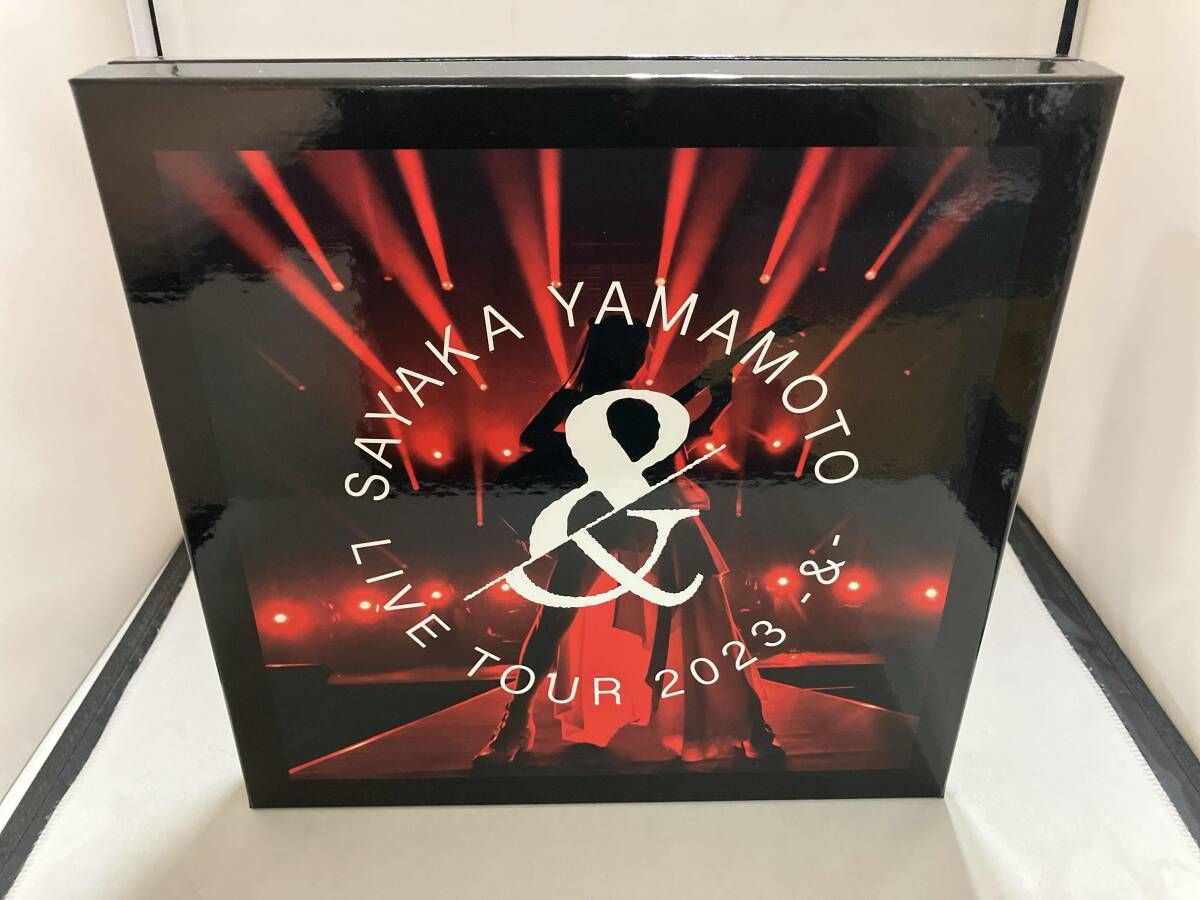 SAYAKA YAMAMOTO
LIVE TOUR 2023 -&-
&